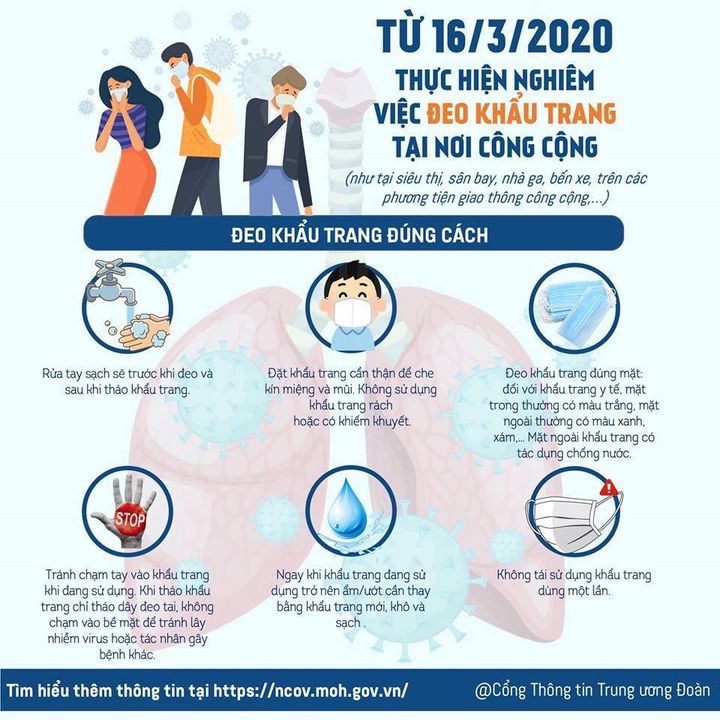 TỪ 16/3/2020
THỰC HIỆN NGHIÊM
VIỆC ĐEO KHẨU TRANG
TẠI NƠI CÔNG CỘNG
(như tại siêu thị, sân bay, nhà ga, bến xe, trên các
phương tiện giao thông công cộng,...)
ĐEO KHẨU TRANG ĐÚNG CÁCH
Rửa tay sạch sẽ trước khi đeo và
sau khi tháo khẩu trang.
Đặt khẩu trang cẩn thận để che
kín miệng và mũi. Không sử dụng
khẩu trang rách
hoặc có khiếm khuyết.
Đeo khẩu trang đúng mặt:
đối với khẩu trang y tế, mặt
trong thường có màu trắng, mặt
ngoài thường có màu xanh,
xám,... Mặt ngoài khẩu trang có
tác dụng chống nước.
STOP
Tránh chạm tay vào khẩu trang
khi đang sử dụng. Khi tháo khẩu
trang chỉ tháo dây đeo tai, không
chạm vào bề mặt để tránh lây
nhiễm virus hoặc tác nhân gây
bệnh khác.
Ngay khi khẩu trang đang sử
dụng trở nên ẩm/ướt cần thay
bằng khẩu trang mới, khô và
sạch .
Không tái sử dụng khẩu trang
dùng một lần.
Tìm hiểu thêm thông tin tại https://ncov.moh.gov.vn/
@Cổng Thông tin Trung ương Đoàn